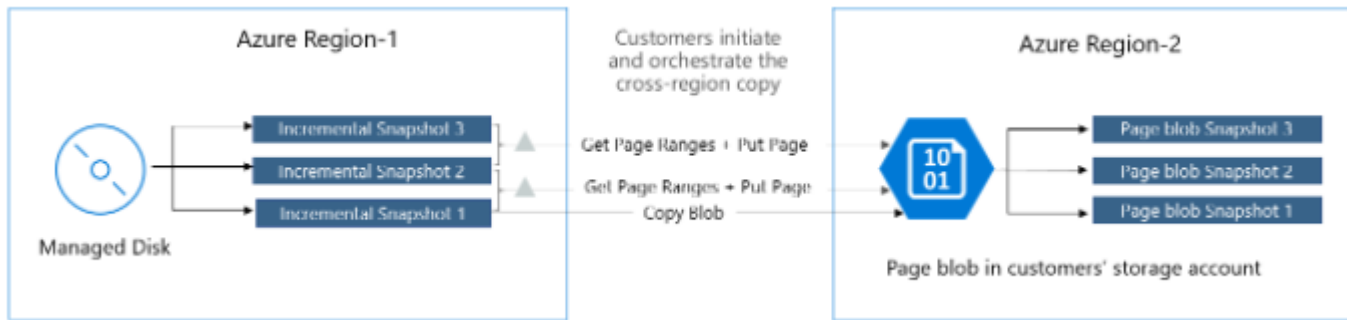 Azure Region-1
Incremental Snapshot 3
Incremental Snapshot 2
Incremental Snapshot 1
Managed Disk
Customers initiate
and orchestrate the
cross-region copy
Get Page Ranges + Put Page
Get Page Ranges + Put Page
Copy Blob
Azure Region-2
10
01
Page blob Snapshot 3
Page blob Snapshot 2
Page blob Snapshot 1
Page blob in customers' storage account